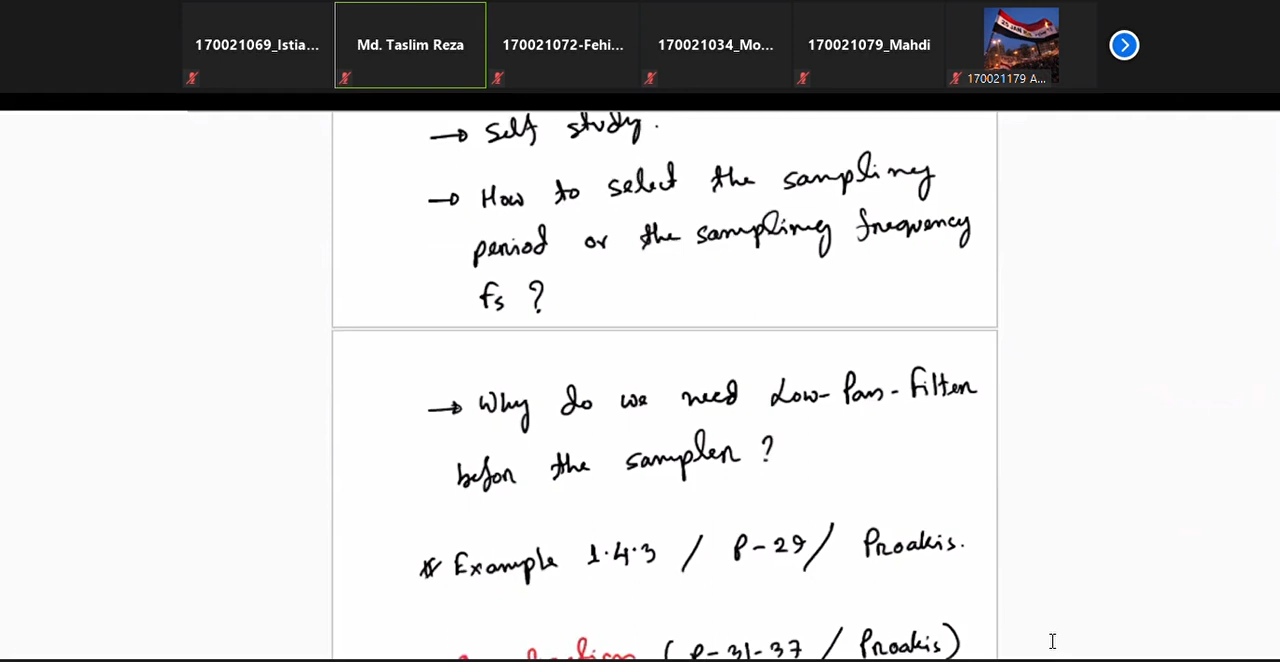 170021069_Istia... Md. Taslim Reza 170021072-Fehi... 170021034_Mo... 170021079_Mahdi
170021179 A...
→ Self study.
→ How to select the sampling
period or the sampling frequency
fs ?
→ Why do we need Low-Pass-Filter
before the sampler ?
* Example 1.4.3 / P-29 / Proakis.
(P-31-37 / Proakis)